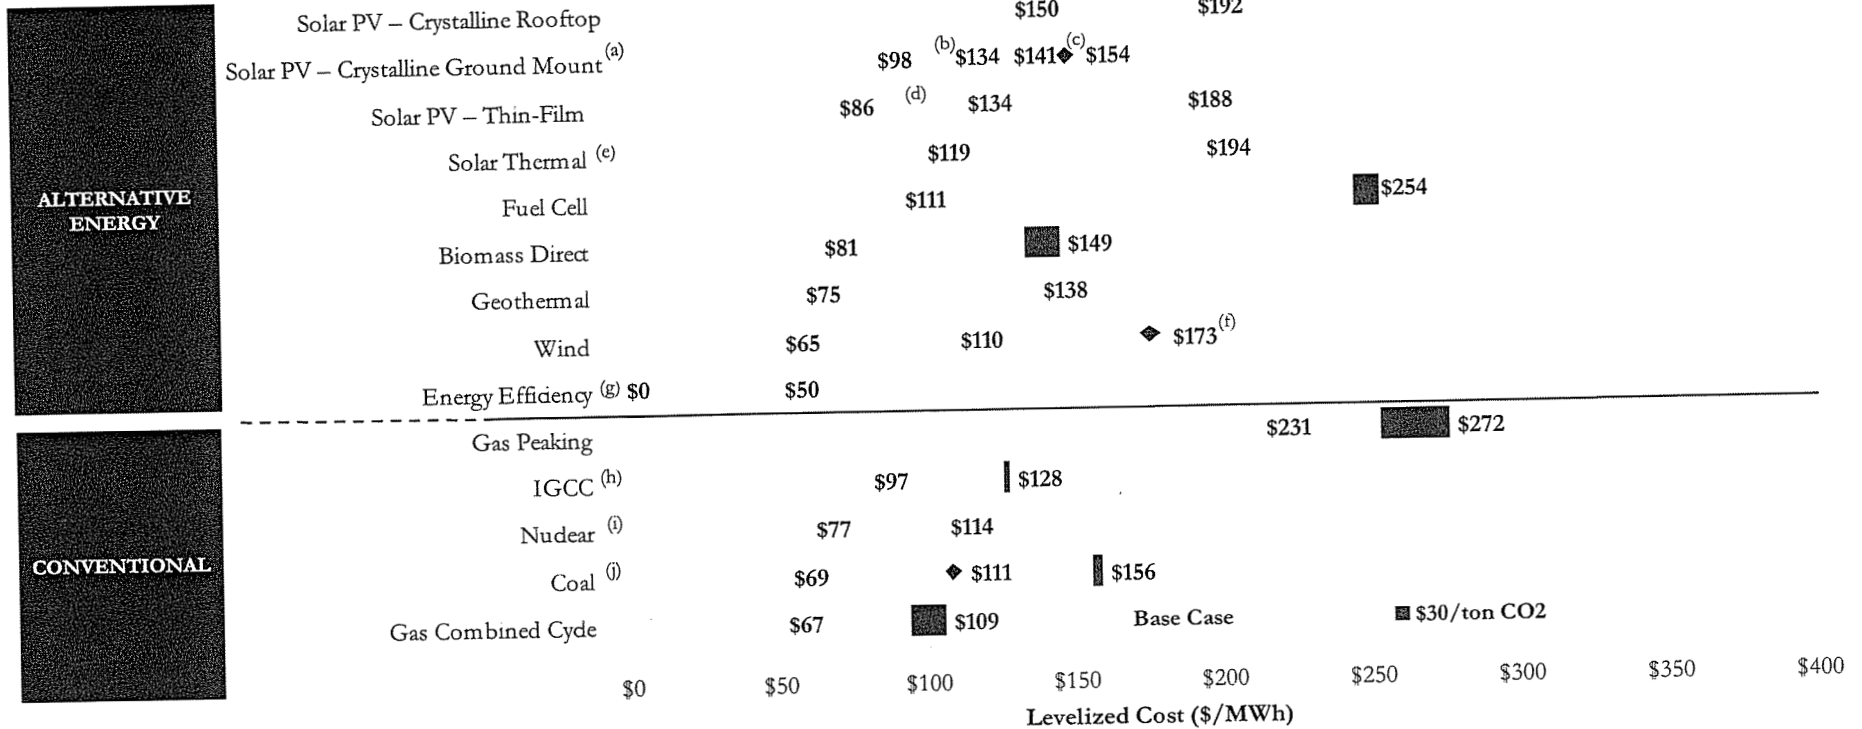 Solar PV – Crystalline Rooftop $150 $192
Solar PV – Crystalline Ground Mount (a) $98 (b) $134 $141 (c) $154
Solar PV – Thin-Film $86 (d) $134 $188
Solar Thermal (e) $119 $194
Fuel Cell $111 $254
Biomass Direct $81 $149
Geothermal $75 $138
Wind $65 $110 $173 (f)
Energy Efficiency (g) $0 $50
ALTERNATIVE
ENERGY
Gas Peaking $231 $272
IGCC (h) $97 $128
Nuclear (i) $77 $114
Coal (j) $69 $111 $156
Gas Combined Cycle $67 $109
CONVENTIONAL
Base Case $30/ton CO2
$0 $50 $100 $150 $200 $250 $300 $350 $400
Levelized Cost ($/MWh)